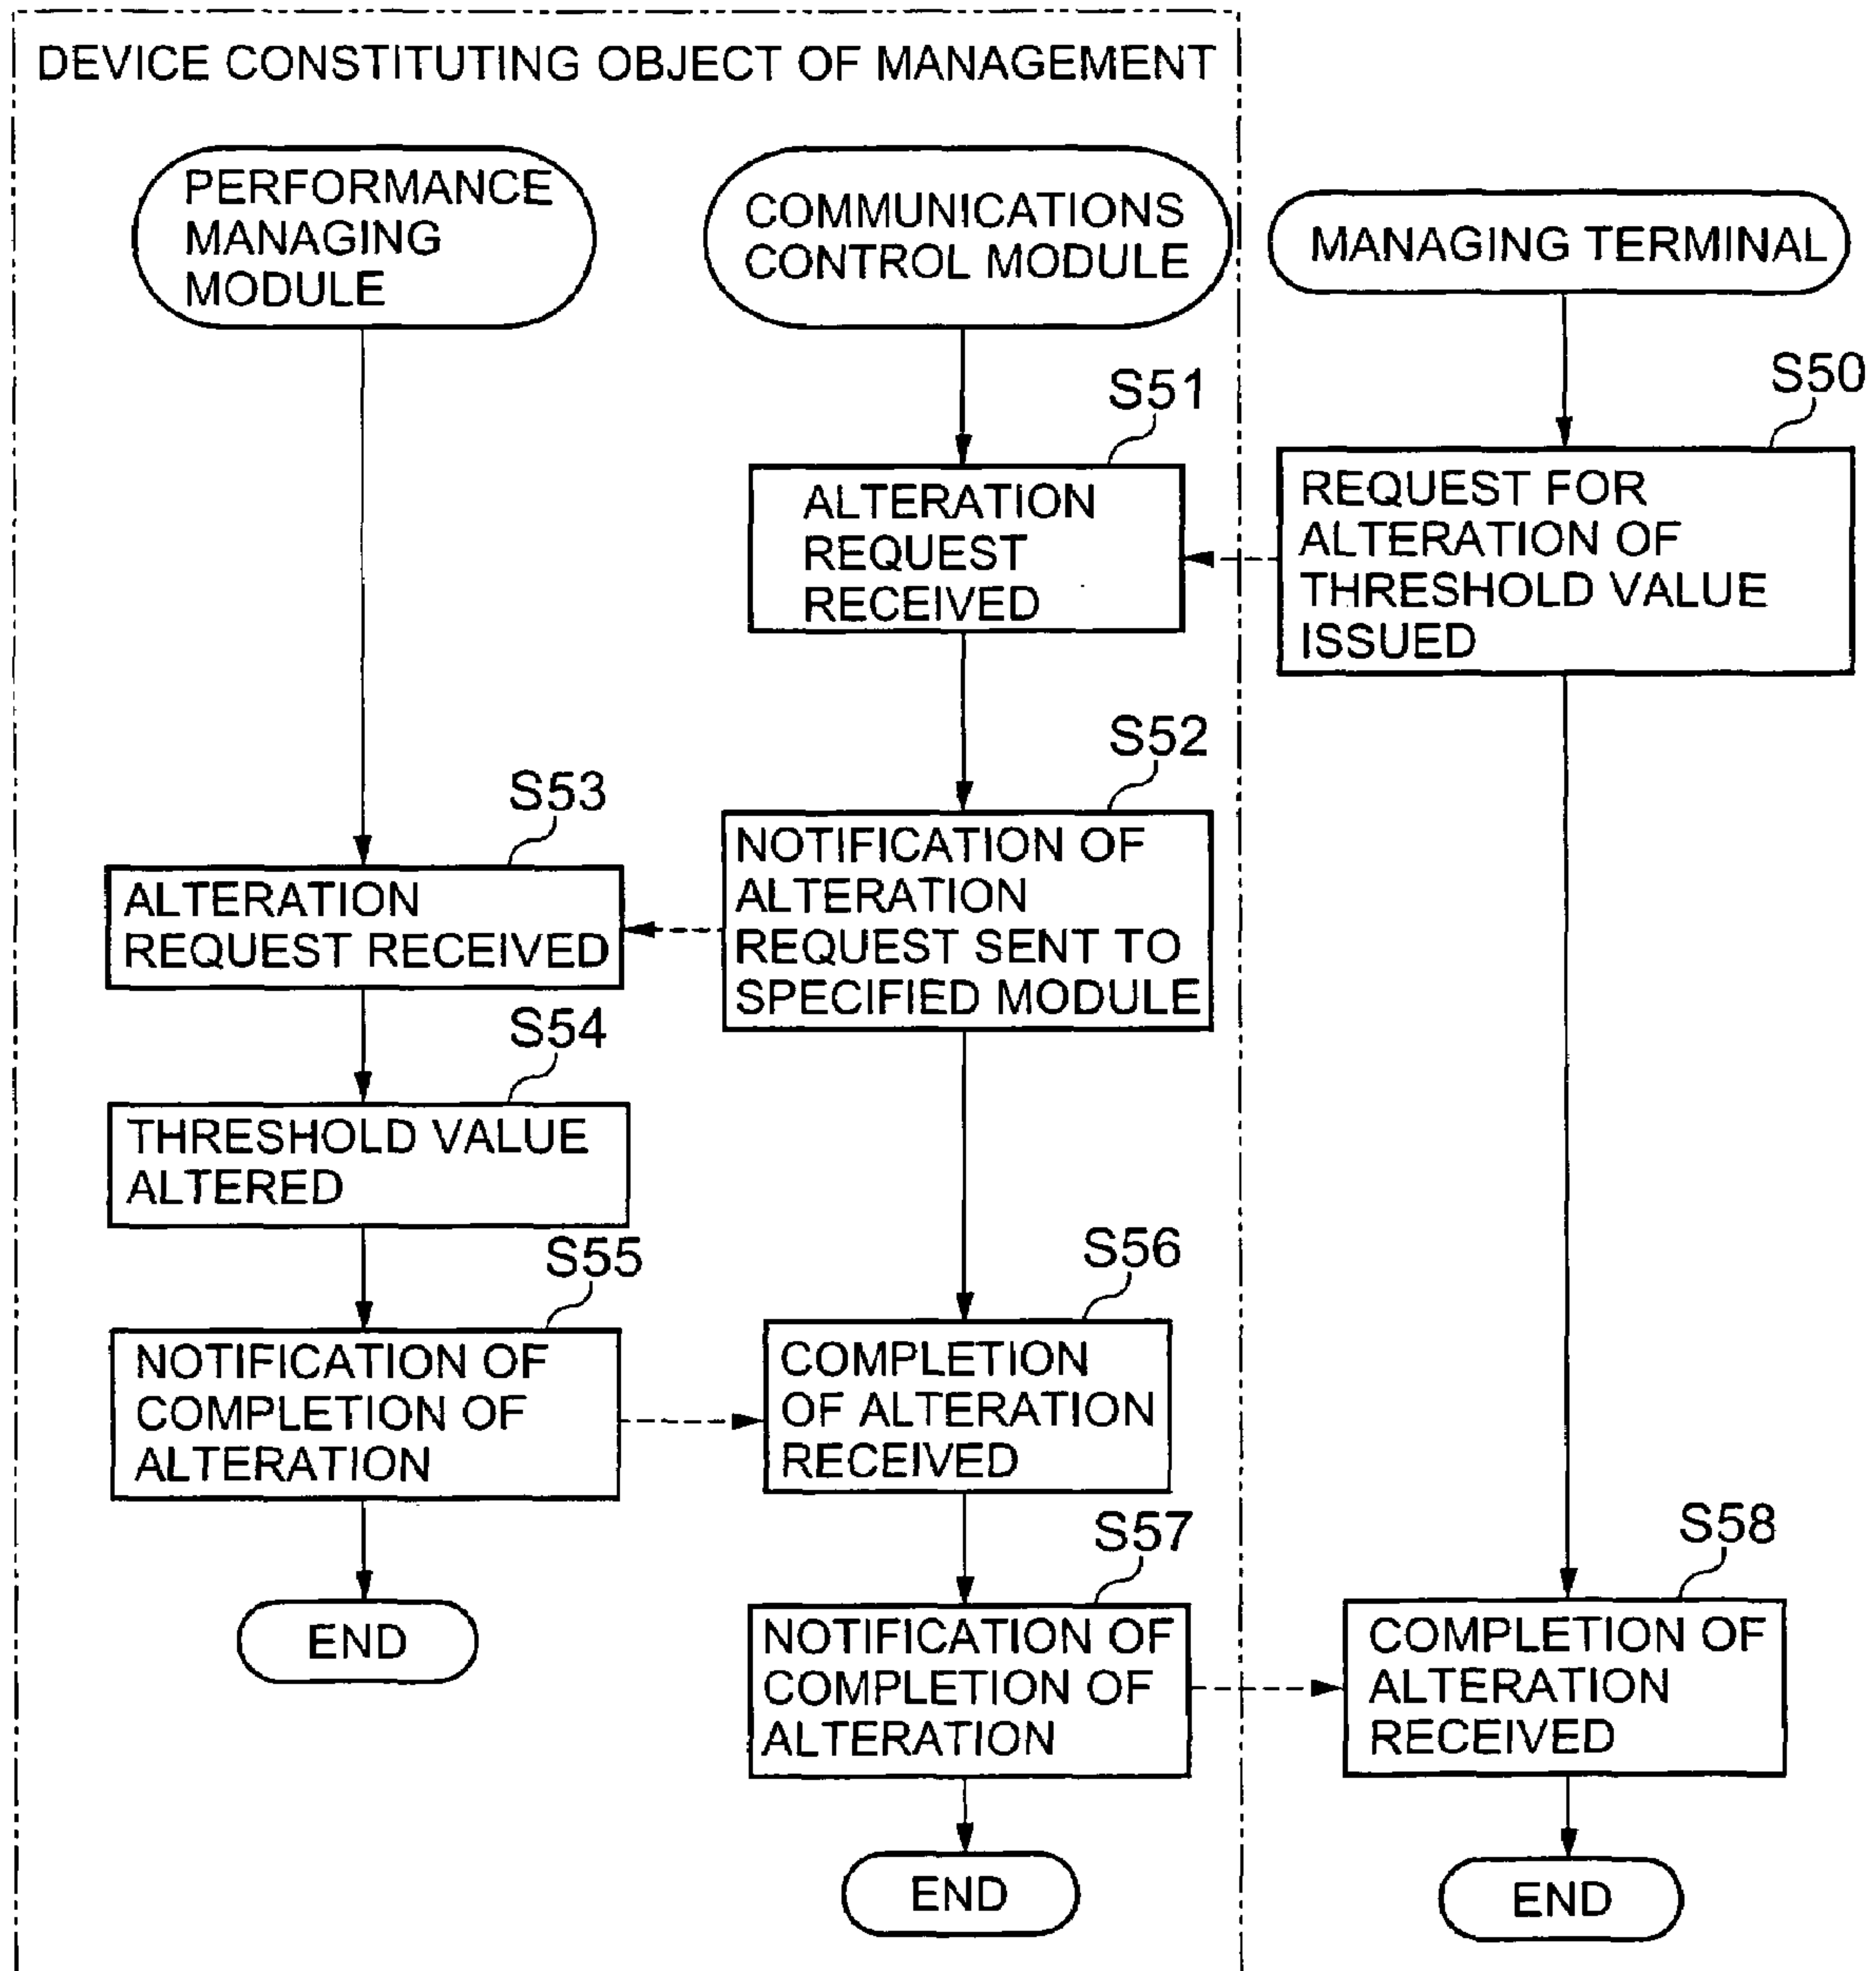 DEVICE CONSTITUTING OBJECT OF MANAGEMENT
PERFORMANCE
MANAGING
MODULE
COMMUNICATIONS
CONTROL MODULE
MANAGING TERMINAL
S50
REQUEST FOR
ALTERATION OF
THRESHOLD VALUE
ISSUED
S51
ALTERATION
REQUEST
RECEIVED
S52
NOTIFICATION OF
ALTERATION
REQUEST SENT TO
SPECIFIED MODULE
S53
ALTERATION
REQUEST RECEIVED
S54
THRESHOLD VALUE
ALTERED
S55
NOTIFICATION OF
COMPLETION OF
ALTERATION
END
S56
COMPLETION
OF ALTERATION
RECEIVED
S57
NOTIFICATION OF
COMPLETION OF
ALTERATION
END
S58
COMPLETION OF
ALTERATION
RECEIVED
END